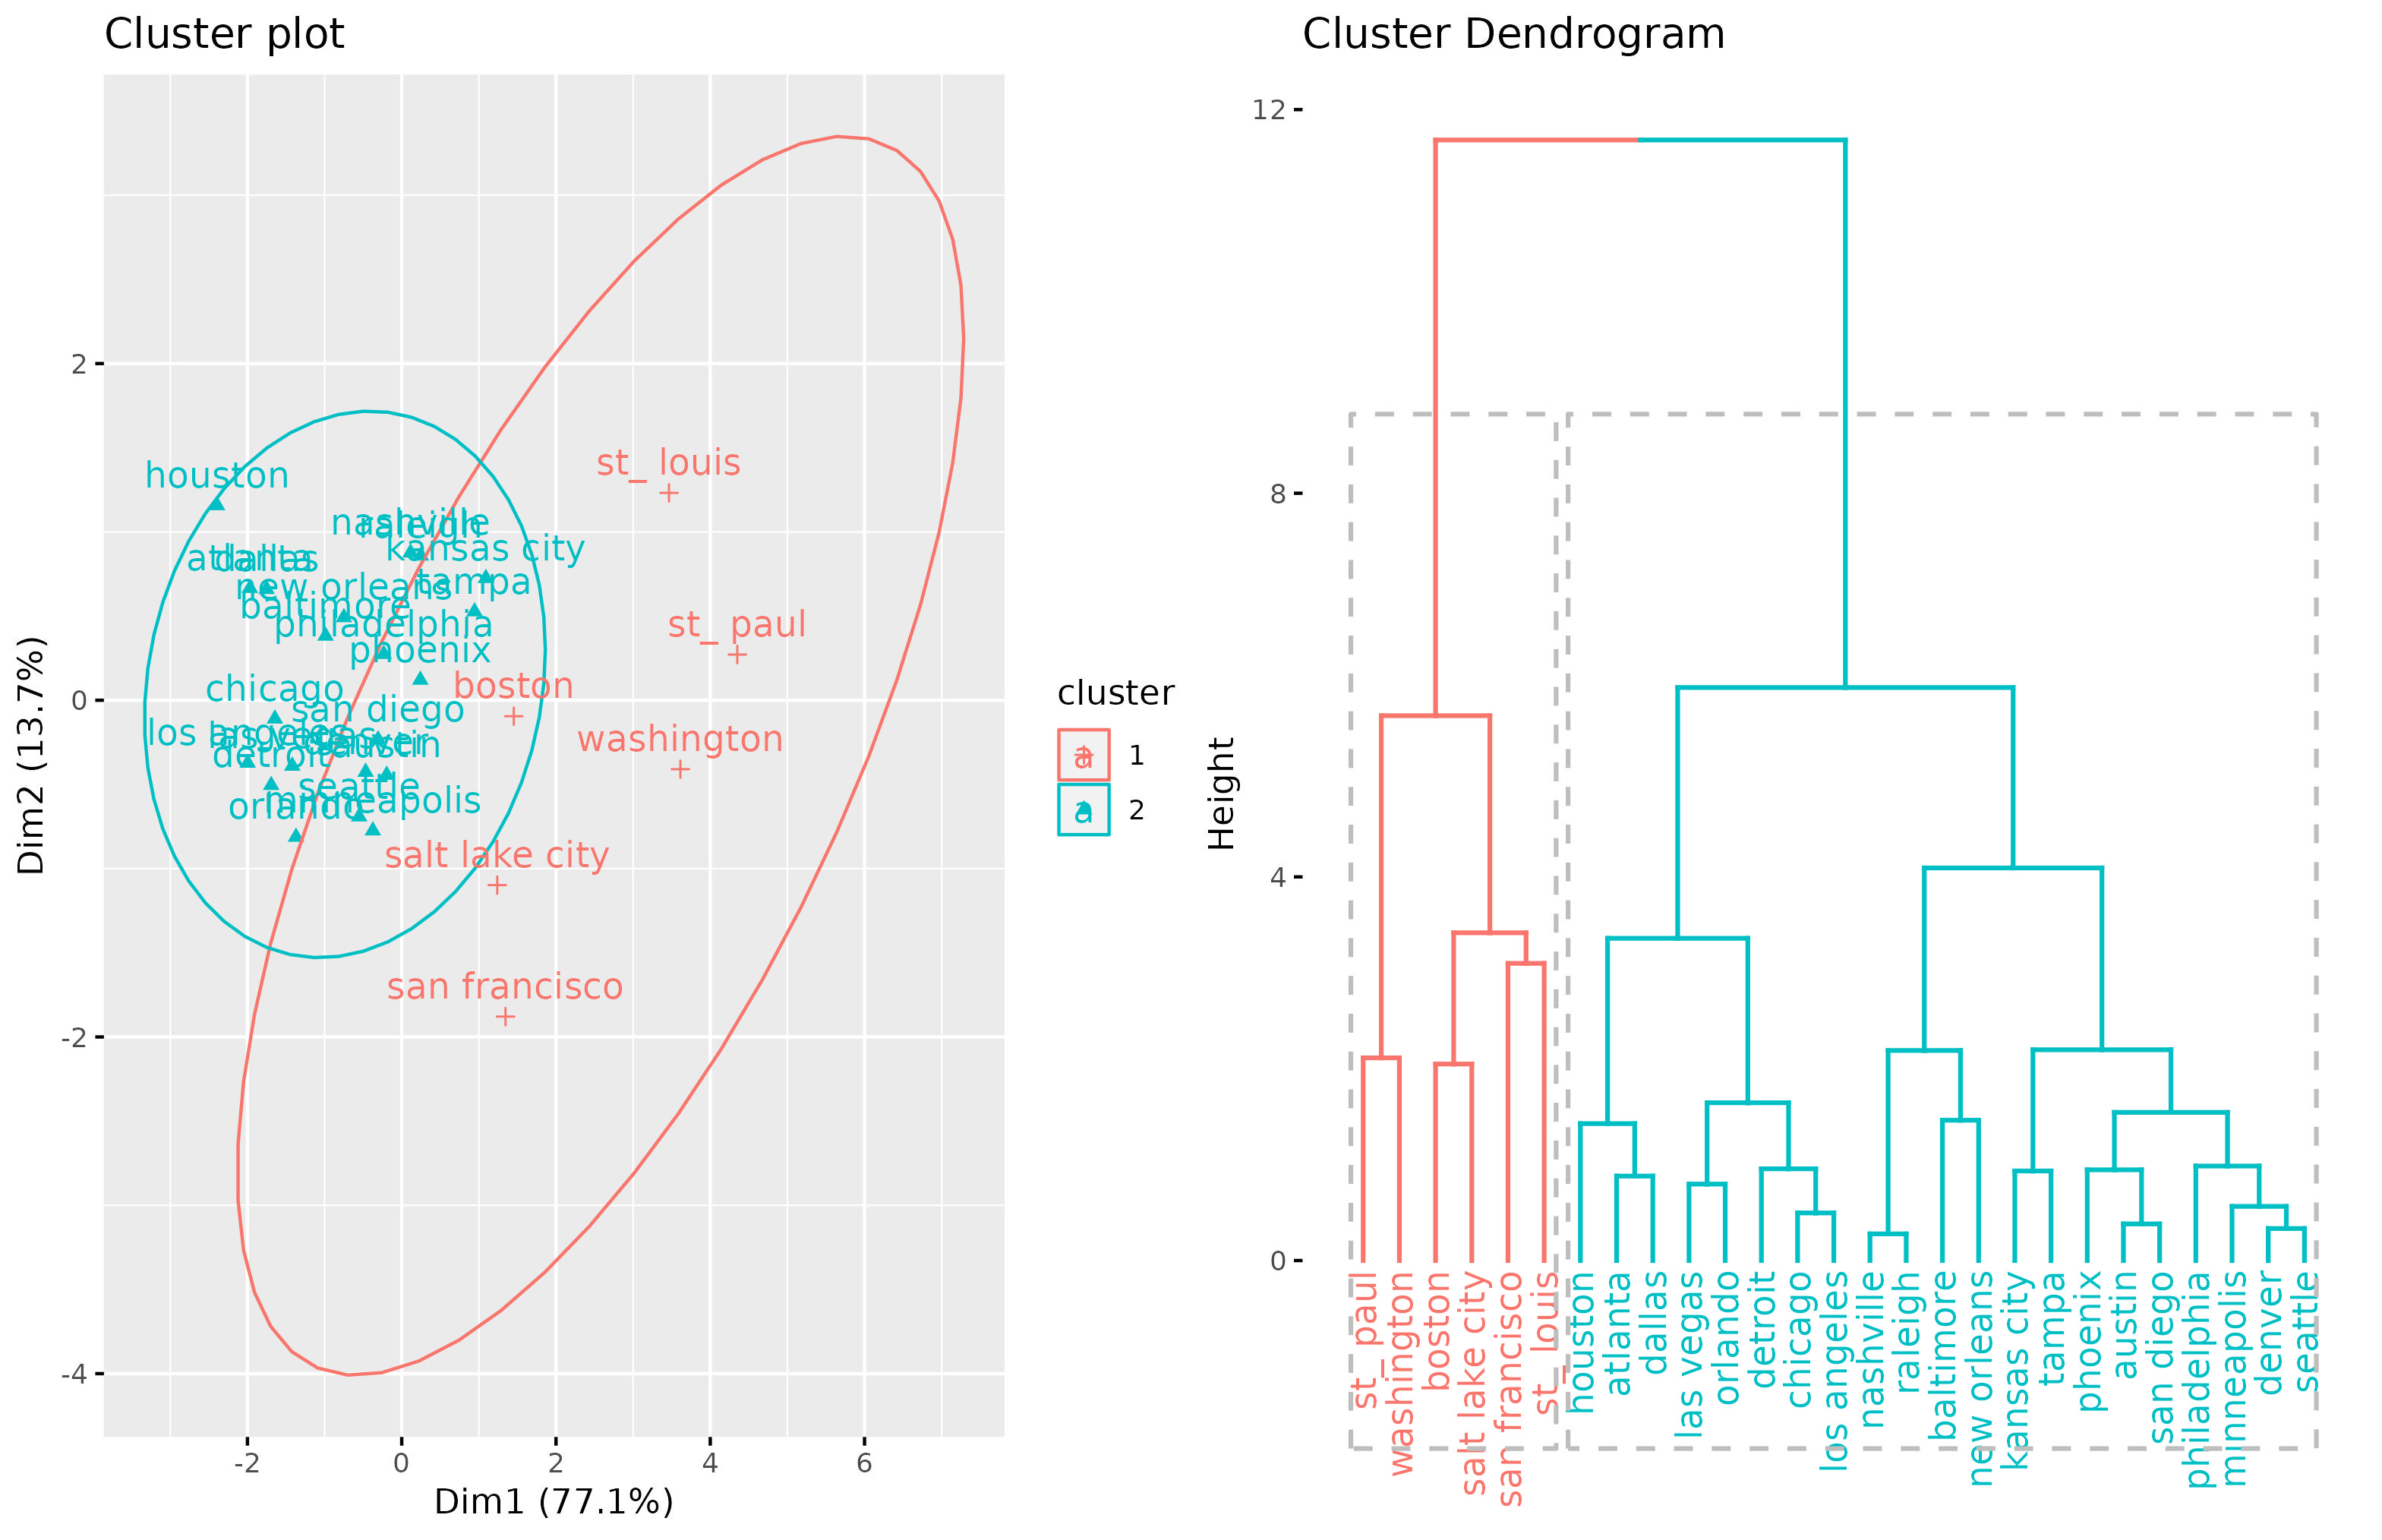 Cluster plot
Dim2 (13.7%)
2
0
-2
-4
houston
nashville
raleigh
kansas city
atlanta
dallas
new orleans
tampa
baltimore
philadelphia
phoenix
chicago
san diego
los angeles
las vegas
denver
austin
detroit
seattle
minneapolis
orlando
st_ louis
st_ paul
boston
washington
salt lake city
san francisco
-2
0
2
4
6
Dim1 (77.1%)
cluster
a 1
a 2
Cluster Dendrogram
Height
12
8
4
0
st_ paul
washington
boston
salt lake city
san francisco
st_ louis
houston
atlanta
dallas
las vegas
orlando
detroit
chicago
los angeles
nashville
raleigh
baltimore
new orleans
kansas city
tampa
phoenix
austin
san diego
philadelphia
minneapolis
denver
seattle